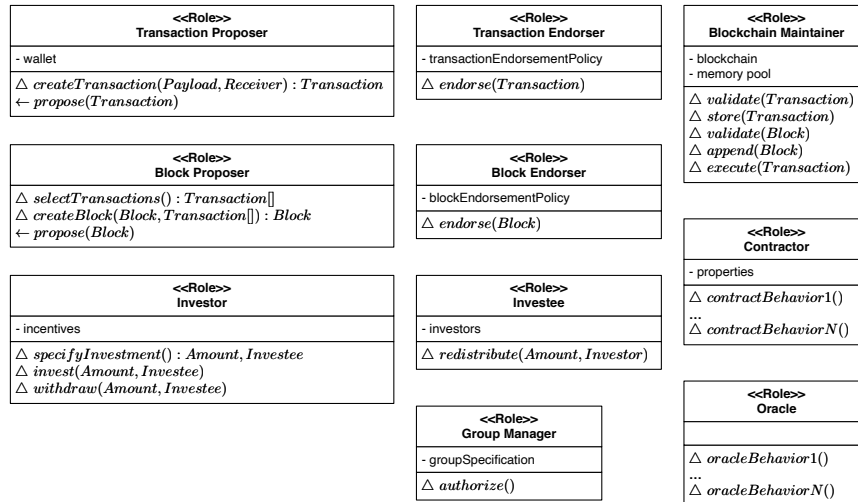 <<Role>>
Transaction Proposer
- wallet
△ createTransaction(Payload, Receiver) : Transaction
← propose(Transaction)
<<Role>>
Transaction Endorser
- transactionEndorsementPolicy
△ endorse(Transaction)
<<Role>>
Blockchain Maintainer
- blockchain
- memory pool
△ validate(Transaction)
△ store(Transaction)
△ validate(Block)
△ append(Block)
△ execute(Transaction)
<<Role>>
Block Proposer
△ selectTransactions() : Transaction[]
△ createBlock(Block, Transaction[]) : Block
← propose(Block)
<<Role>>
Block Endorser
- blockEndorsementPolicy
△ endorse(Block)
<<Role>>
Contractor
- properties
△ contractBehavior1()
...
△ contractBehaviorN()
<<Role>>
Investor
- incentives
△ specifyInvestment() : Amount, Investee
△ invest(Amount, Investee)
△ withdraw(Amount, Investee)
<<Role>>
Investee
- investors
△ redistribute(Amount, Investor)
<<Role>>
Group Manager
- groupSpecification
△ authorize()
<<Role>>
Oracle
△ oracleBehavior1()
...
△ oracleBehaviorN()